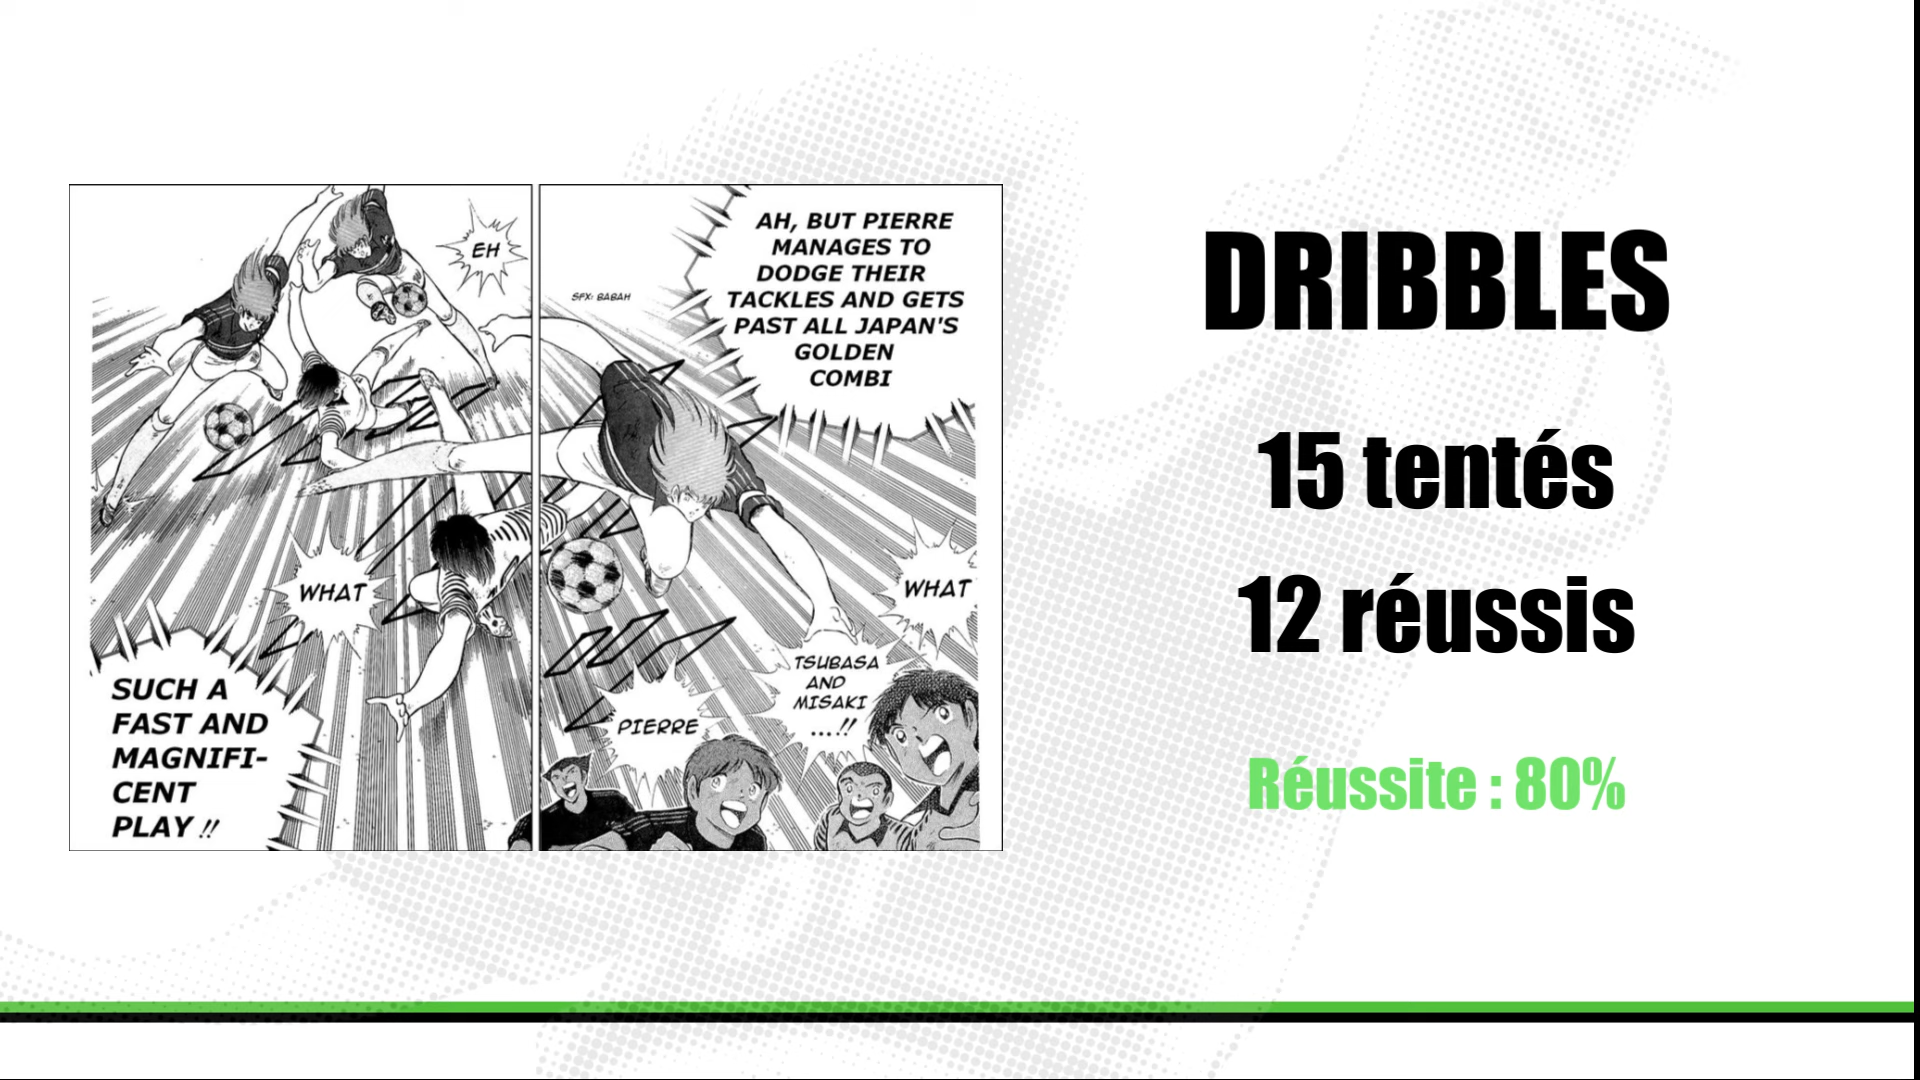 EH
WHAT
SUCH A
FAST AND
MAGNIFI-
CENT
PLAY !!
SFX: BABAH
AH, BUT PIERRE
MANAGES TO
DODGE THEIR
TACKLES AND GETS
PAST ALL JAPAN'S
GOLDEN
COMBI
WHAT
TSUBASA
AND
MISAKI
...!!
PIERRE
DRIBBLES
15 tentés
12 réussis
Réussite : 80%